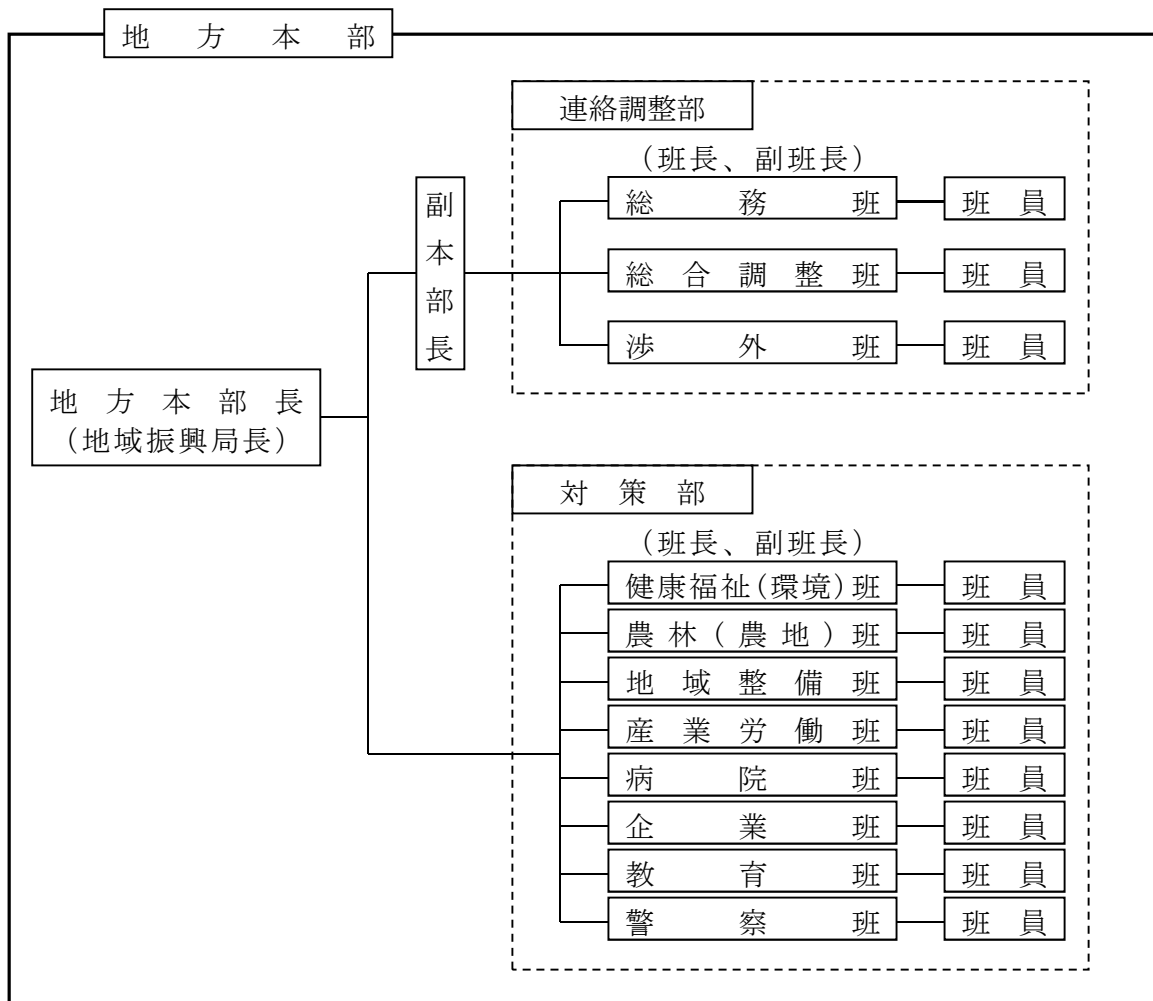 地方本部
連絡調整部
(班長、副班長)
総務班 班員
総合調整班 班員
渉外班 班員
副本部長
地方本部長
(地域振興局長)
対策部
(班長、副班長)
健康福祉(環境)班 班員
農林(農地)班 班員
地域整備班 班員
産業労働班 班員
病院班 班員
企業班 班員
教育班 班員
警察班 班員